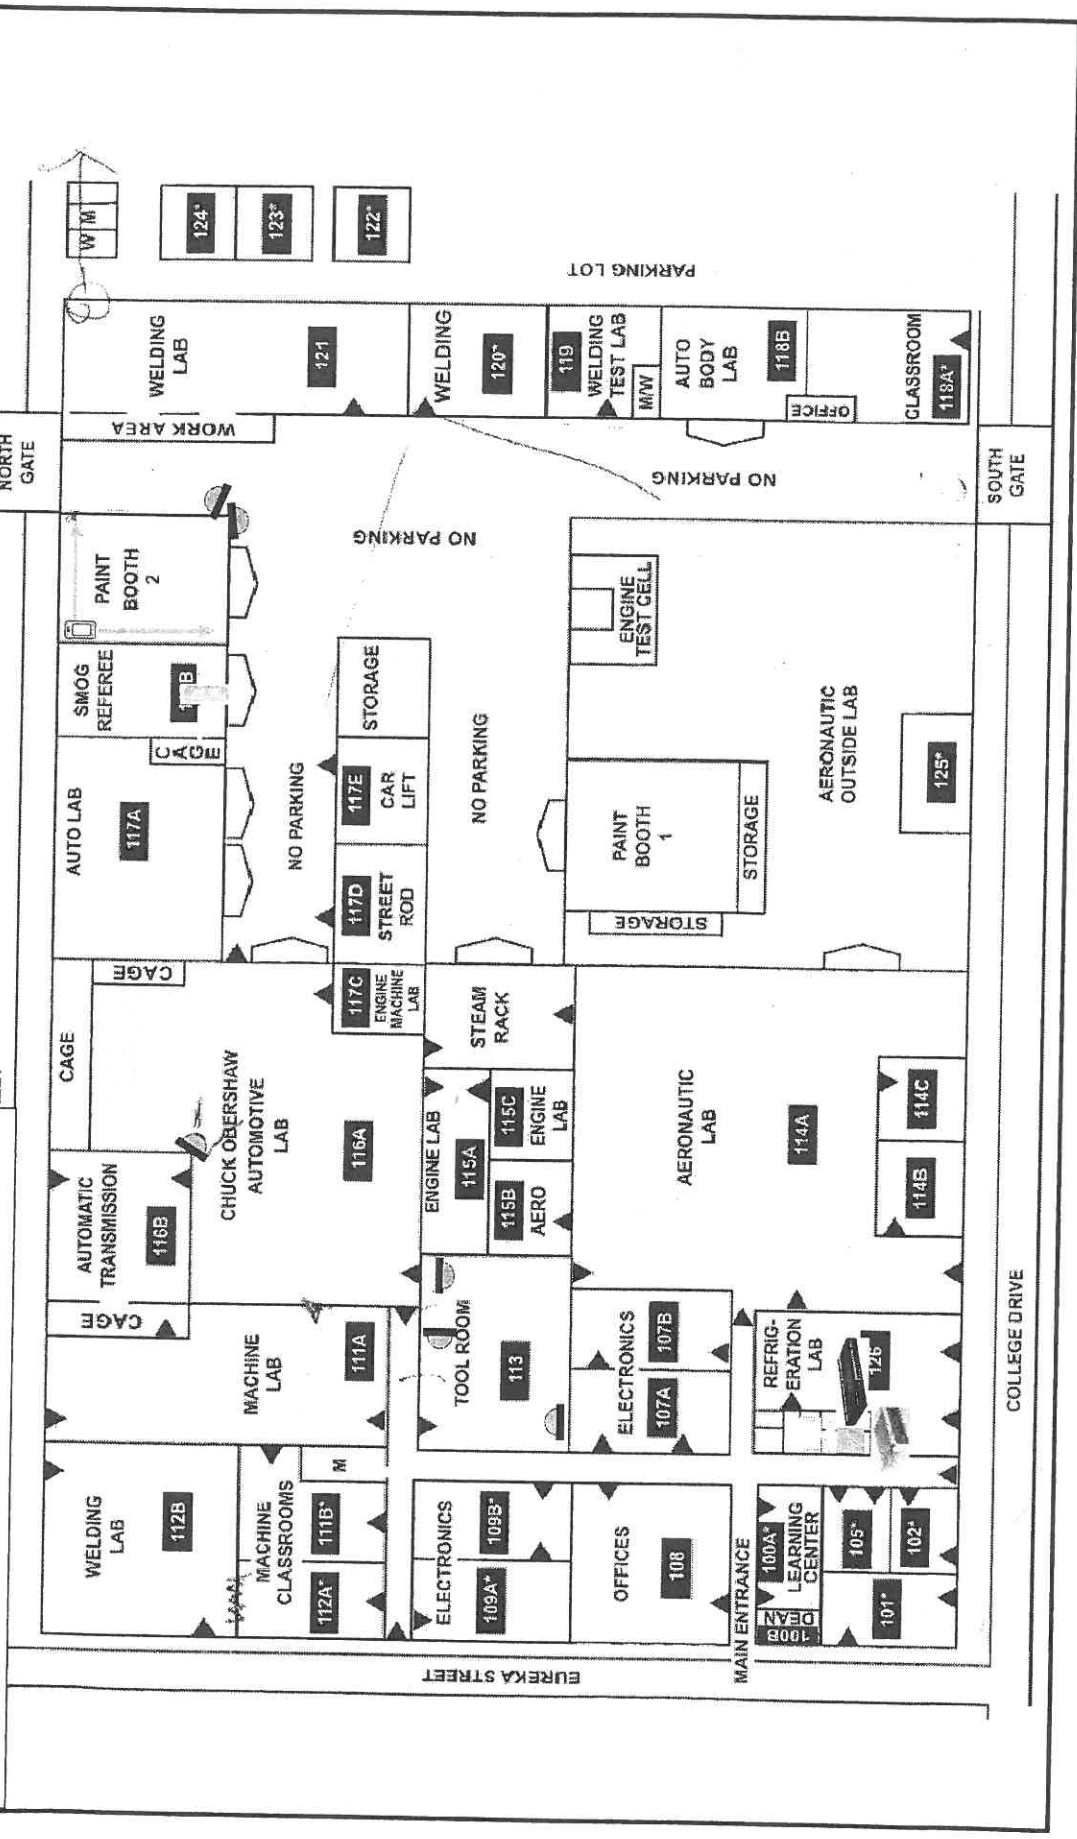 NORTH
GATE
W M
124*
123*
122*
PARKING LOT
WELDING
LAB
121
WORK AREA
WELDING
120*
119
WELDING
TEST LAB
M/W
AUTO
BODY
LAB
118B
OFFICE
CLASSROOM
118A*
NO PARKING
NO PARKING
SOUTH
GATE
PAINT
BOOTH
2
SMOG
REFEREE
CAGE
AUTO LAB
117A
NO PARKING
STORAGE
117E
CAR
LIFT
117D
STREET
ROD
NO PARKING
ENGINE
TEST CELL
AERONAUTIC
OUTSIDE LAB
125*
PAINT
BOOTH
1
STORAGE
STORAGE
CAGE
CAGE
117C
ENGINE
MACHINE
LAB
STEAM
RACK
CHUCK OBERSHAW
AUTOMOTIVE
LAB
116A
AUTOMATIC
TRANSMISSION
116B
CAGE
ENGINE LAB
115A
115C
ENGINE
LAB
115B
AERO
AERONAUTIC
LAB
114A
114C
114B
MACHINE
LAB
111A
TOOL ROOM
113
ELECTRONICS
107B
107A
REFRIG-
ERATION
LAB
126
COLLEGE DRIVE
WELDING
LAB
112B
MACHINE
CLASSROOMS
M
111B*
112A*
ELECTRONICS
109B*
109A*
OFFICES
108
MAIN ENTRANCE
100A*
LEARNING
CENTER
DEAN
100B
105*
102*
101*
EUREKA STREET